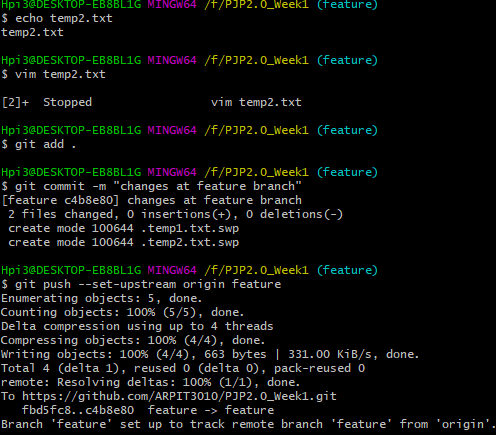 Hpi3@DESKTOP-EB8BL1G MINGW64 /f/PJP2.0_Week1 (feature)
$ echo temp2.txt
temp2.txt
Hpi3@DESKTOP-EB8BL1G MINGW64 /f/PJP2.0_Week1 (feature)
$ vim temp2.txt
[2]+  Stopped                 vim temp2.txt
Hpi3@DESKTOP-EB8BL1G MINGW64 /f/PJP2.0_Week1 (feature)
$ git add .
Hpi3@DESKTOP-EB8BL1G MINGW64 /f/PJP2.0_Week1 (feature)
$ git commit -m "changes at feature branch"
[feature c4b8e80] changes at feature branch
 2 files changed, 0 insertions(+), 0 deletions(-)
 create mode 100644 .temp1.txt.swp
 create mode 100644 .temp2.txt.swp
Hpi3@DESKTOP-EB8BL1G MINGW64 /f/PJP2.0_Week1 (feature)
$ git push --set-upstream origin feature
Enumerating objects: 5, done.
Counting objects: 100% (5/5), done.
Delta compression using up to 4 threads
Compressing objects: 100% (4/4), done.
Writing objects: 100% (4/4), 663 bytes | 331.00 KiB/s, done.
Total 4 (delta 1), reused 0 (delta 0), pack-reused 0
remote: Resolving deltas: 100% (1/1), done.
To https://github.com/ARPIT3010/PJP2.0_Week1.git
   fbd5fc8..c4b8e80  feature -> feature
Branch 'feature' set up to track remote branch 'feature' from 'origin'.